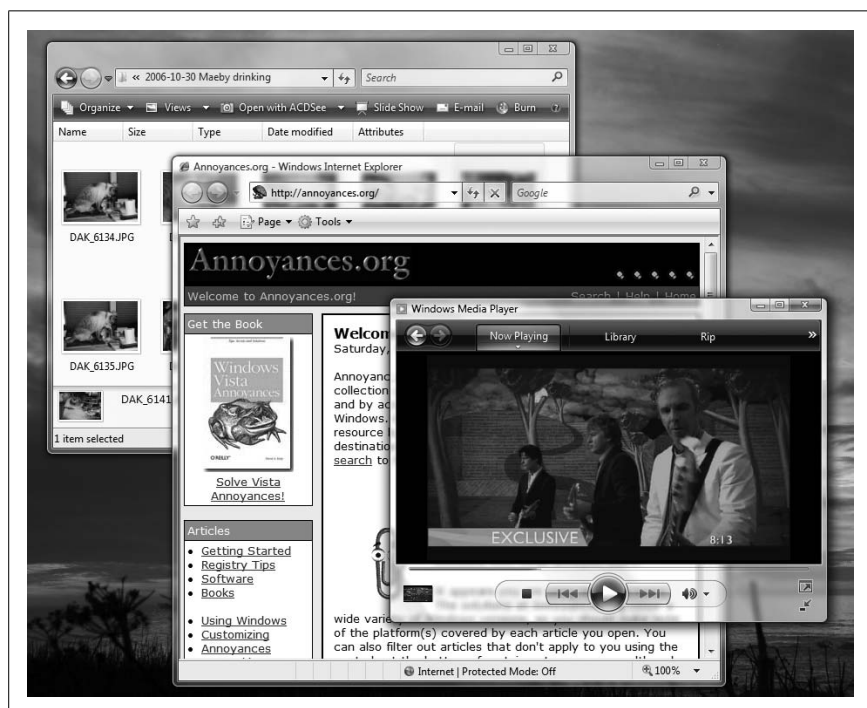 « 2006-10-30 Maeby drinking
Search
Organize
Views
Open with ACDSee
Slide Show
E-mail
Burn
Name Size Type Date modified Attributes
DAK_6134.JPG
DAK_6135.JPG
DAK_6141
1 item selected
Annoyances.org - Windows Internet Explorer
http://annoyances.org/
Google
Page Tools
Annoyances.org
Welcome to Annoyances.org!
Search | Help | Home
Get the Book
Windows
Vista
Annoyances
O'REILLY
Solve Vista
Annoyances!
Articles
Getting Started
Registry Tips
Software
Books
Using Windows
Customizing
Annoyances
Welcom
Saturday,
Annoyanc
collection
and by ac
Windows.
resource
destinatio
search to
wide varie
of the platform(s) covered by each article you open. You
can also filter out articles that don't apply to you using the
Internet | Protected Mode: Off
100%
Windows Media Player
Now Playing
Library
Rip
»
EXCLUSIVE
8:13